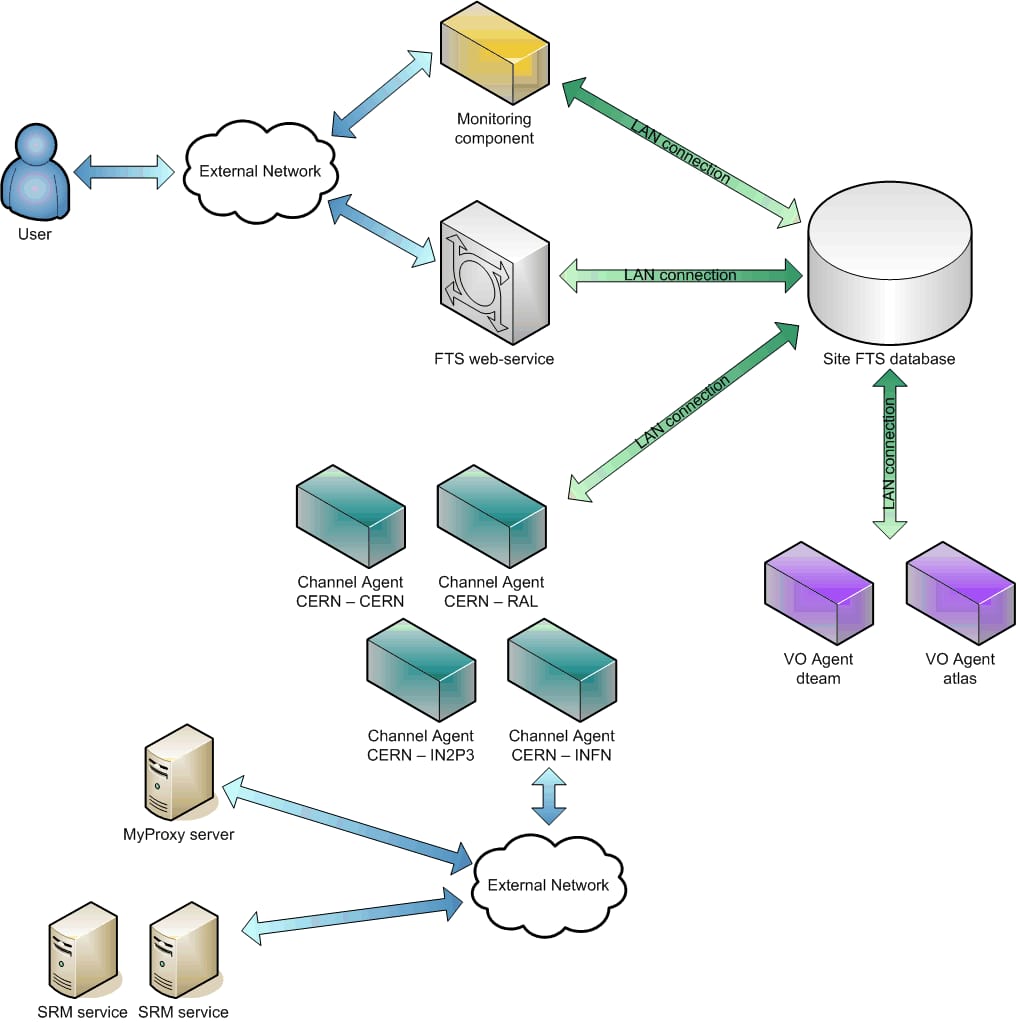 Monitoring
component
LAN connection
External Network
User
LAN connection
FTS web-service
Site FTS database
LAN connection
LAN connection
Channel Agent
CERN – CERN
Channel Agent
CERN – RAL
VO Agent
dteam
VO Agent
atlas
Channel Agent
CERN – IN2P3
Channel Agent
CERN – INFN
MyProxy server
External Network
SRM service
SRM service